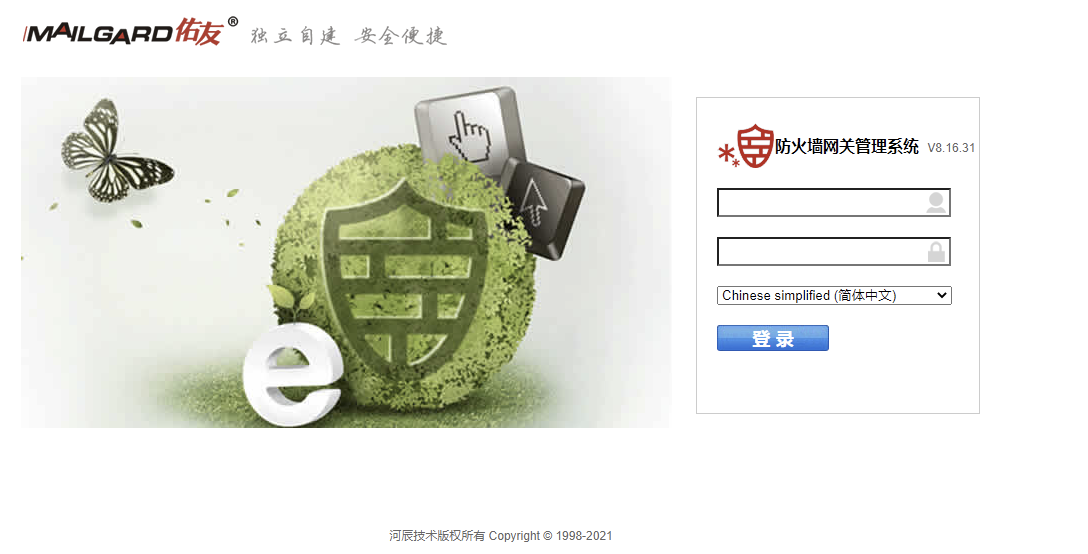 MAILGARD佑友® 独立自建 安全便捷
防火墙网关管理系统 V8.16.31
Chinese simplified (简体中文)
登 录
e
河辰技术版权所有 Copyright © 1998-2021